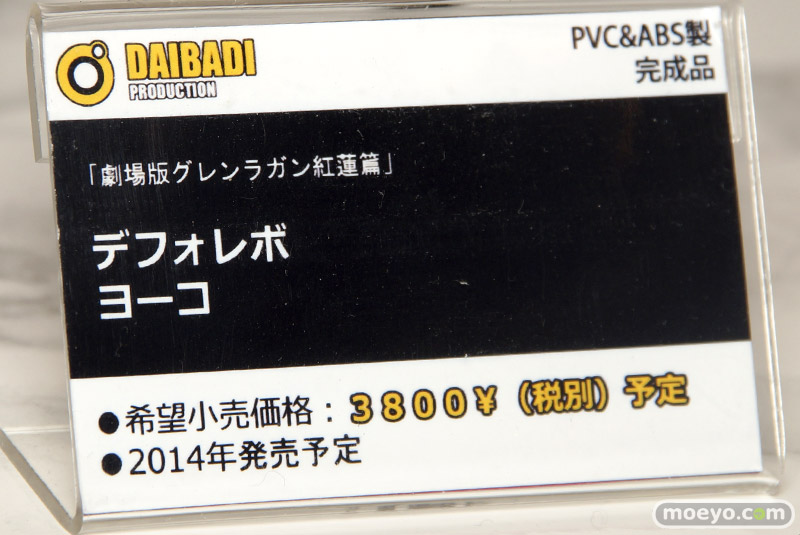 DAIBADI
PRODUCTION
PVC&ABS製
完成品
「劇場版グレンラガン紅蓮篇」
デフォレボ
ヨーコ
●希望小売価格：3800¥（税別）予定
●2014年発売予定
moeyo.com